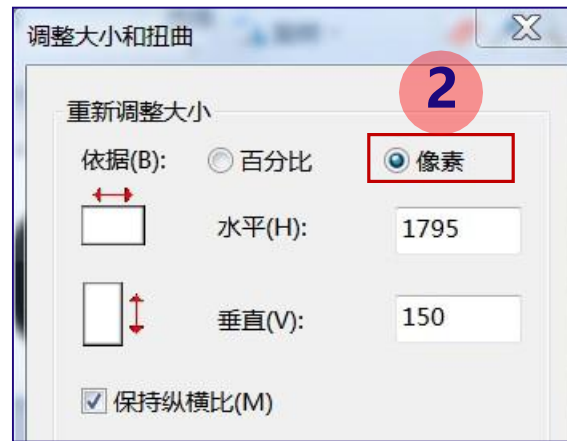 调整大小和扭曲
2
重新调整大小
依据(B): 百分比 像素
水平(H): 1795
垂直(V): 150
保持纵横比(M)